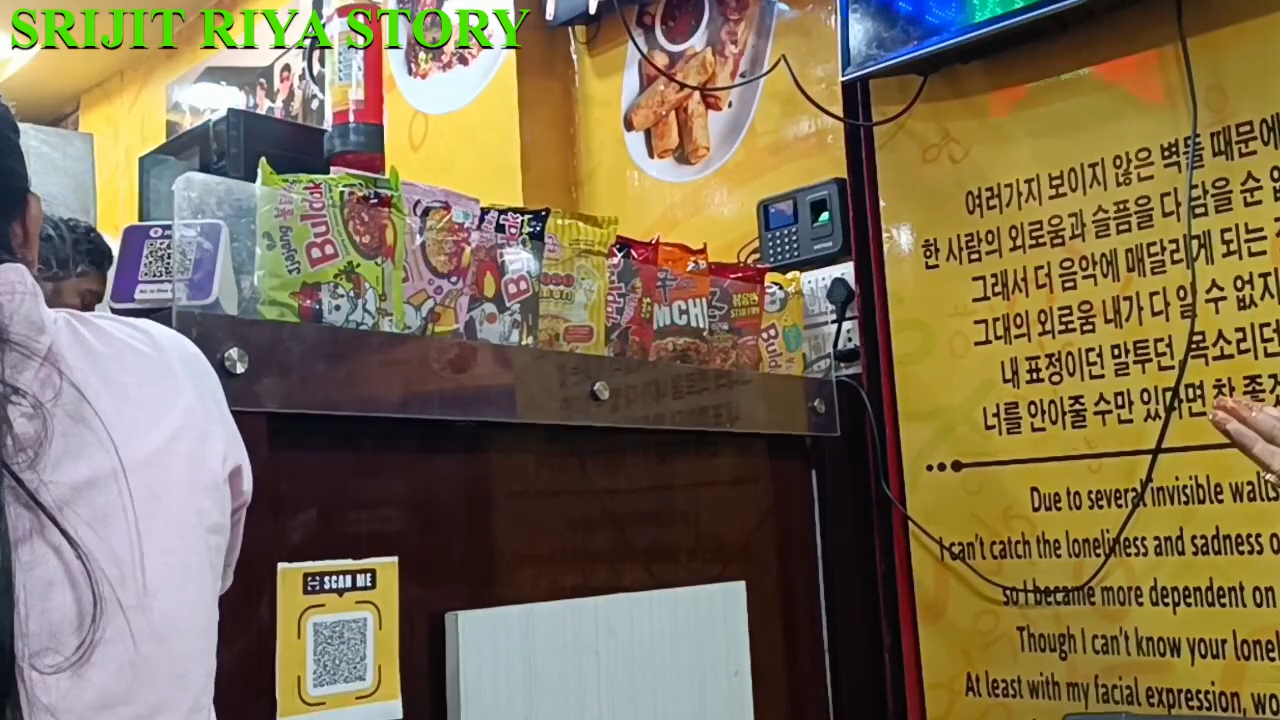 SRIJIT RIYA STORY
Buldak
Buldak
MCHI
STIR FRY
Buld
SCAN ME
여러가지 보이지 않은 벽들 때문에
한 사람의 외로움과 슬픔을 다 담을 순
그래서 더 음악에 매달리게 되는
그대의 외로움 내가 다 알 수 없지
내 표정이던 말투던 목소리던
너를 안아줄 수만 있다면 참
Due to several invisible walls
I can't catch the loneliness and sadness
so I became more dependent on
Though I can't know your
At least with my facial expression,